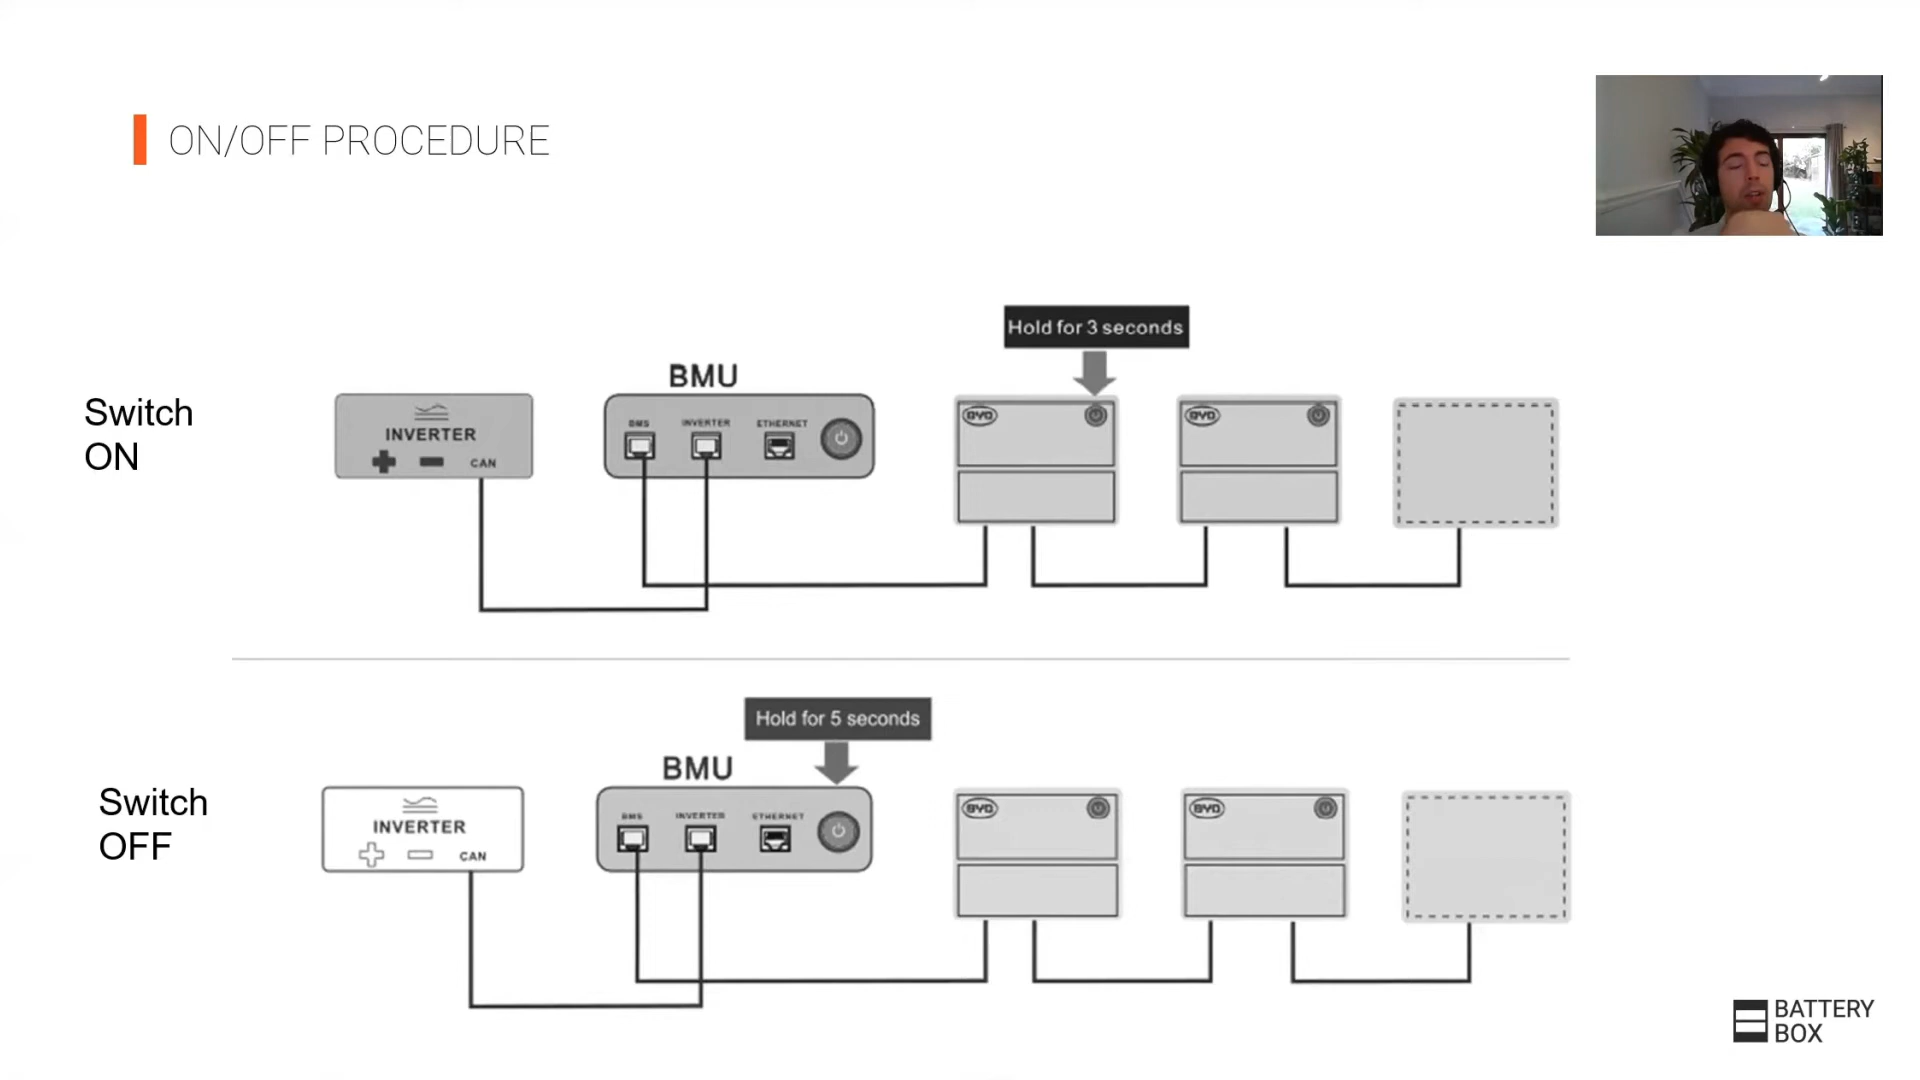 ON/OFF PROCEDURE
Hold for 3 seconds
BMU
Switch
ON
INVERTER
CAN
BMS
INVERTER
ETHERNET
BYD
BYD
Hold for 5 seconds
BMU
Switch
OFF
INVERTER
CAN
BMS
INVERTER
ETHERNET
BYD
BYD
BATTERY
BOX